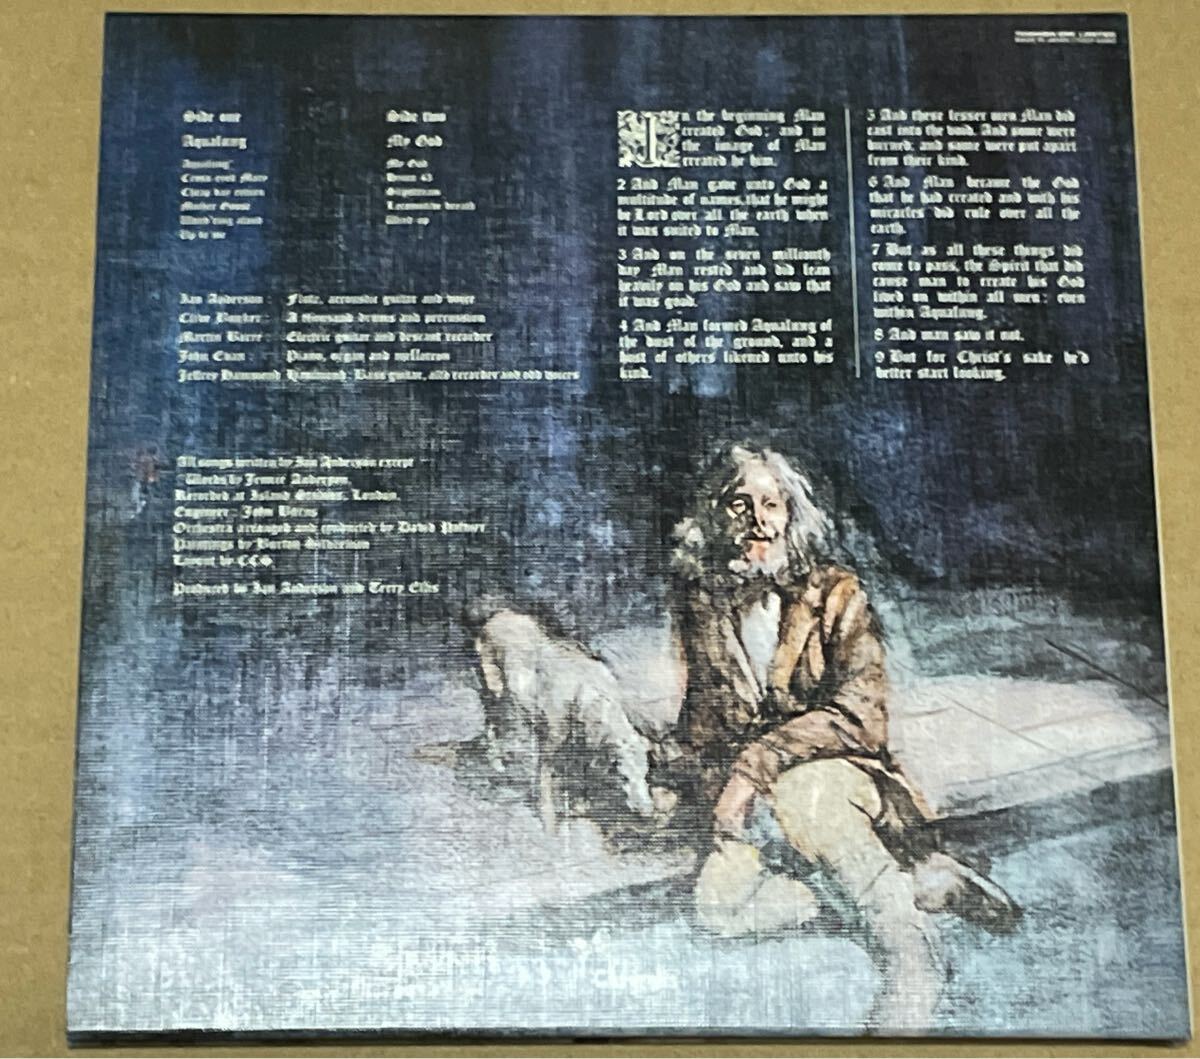 TOSHIBA EMI LIMITED
MADE IN JAPAN
Side one
Aqualung
Aqualung*
Cross-eyed Mary
Cheap day return
Mother Goose
Wond'ring aloud
Up to me
Side two
My God
My God
Hymn 43
Slipstream
Locomotive breath
Wind up
Ian Anderson : Flute, accoustic guitar and voice
Clive Bunker : A thousand drums and percussion
Martin Barre : Electric guitar and descant recorder
John Evan : Piano, organ and mellotron
Jeffrey Hammond Hammond : Bass guitar, alto recorder and odd voices
All songs written by Ian Anderson except
*Words by Jennie Anderson.
Recorded at Island Studios, London.
Engineer : John Burns
Orchestra arranged and conducted by David Palmer
Paintings by Burton Silverman
Layout by C.C.S.
Produced by Ian Anderson and Terry Ellis
In the beginning Man
created God: and in
the image of Man
created he him.
2 And Man gave unto God a
multitude of names, that he might
be Lord over all the earth when
it was suited to Man.
3 And on the seven millionth
day Man rested and did lean
heavily on his God and saw that
it was good.
4 And Man formed Aqualung of
the dust of the ground, and a
host of others likened unto his
kind.
5 And these lesser men Man did
cast into the void. And some were
burned, and some were put apart
from their kind.
6 And Man became the God
that he had created and with his
miracles did rule over all the
earth.
7 But as all these things did
come to pass, the Spirit that did
cause man to create his God
lived on within all men: even
within Aqualung.
8 And man saw it not.
9 But for Christ's sake he'd
better start looking.